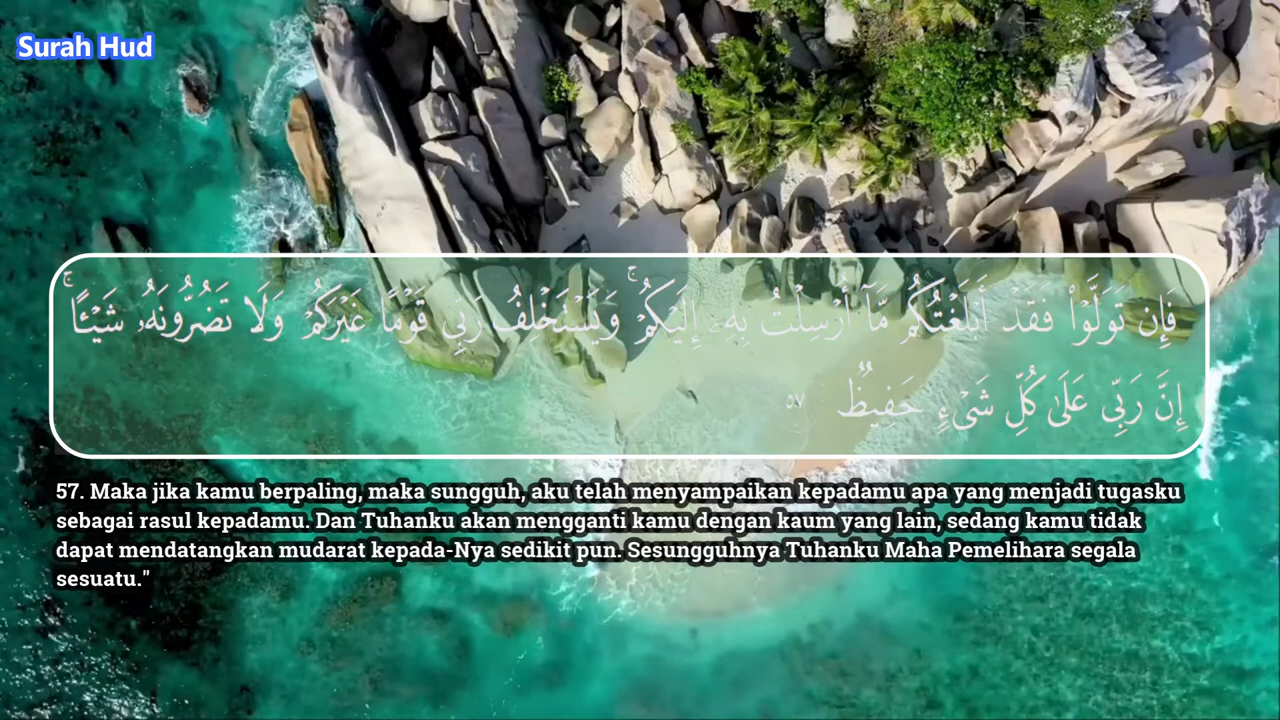 Surah Hud
فَإِن تَوَلَّوْا۟ فَقَدْ أَبْلَغْتُكُم مَّآ أُرْسِلْتُ بِهِۦٓ إِلَيْكُمْ ۚ وَيَسْتَخْلِفُ رَبِّى قَوْمًا غَيْرَكُمْ وَلَا تَضُرُّونَهُۥ شَيْـًٔا ۚ
إِنَّ رَبِّى عَلَىٰ كُلِّ شَىْءٍ حَفِيظٌ ٥٧
57. Maka jika kamu berpaling, maka sungguh, aku telah menyampaikan kepadamu apa yang menjadi tugasku
sebagai rasul kepadamu. Dan Tuhanku akan mengganti kamu dengan kaum yang lain, sedang kamu tidak
dapat mendatangkan mudarat kepada-Nya sedikit pun. Sesungguhnya Tuhanku Maha Pemelihara segala
sesuatu."